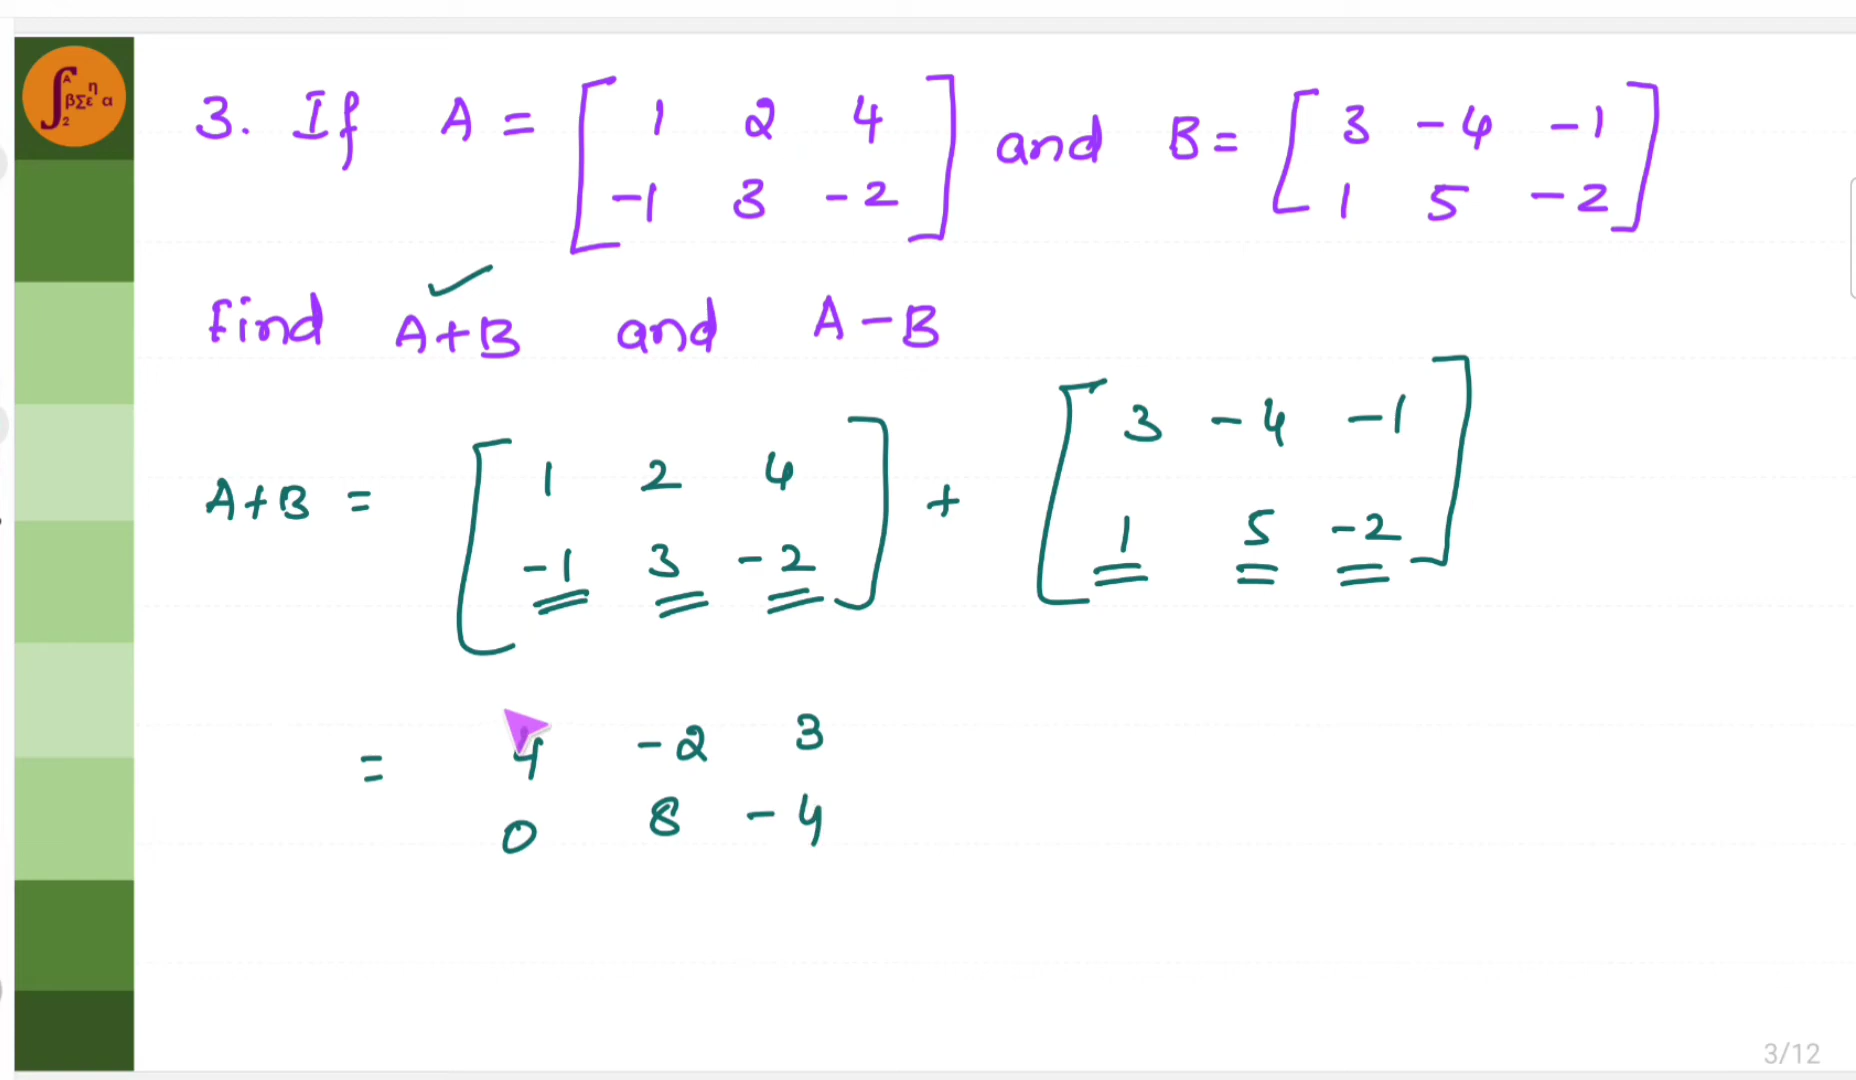 3. If A = [ 1 2 4 ] and B = [ 3 -4 -1 ]
-1 3 -2 1 5 -2
Find A+B and A-B
A+B = [ 1 2 4 ] + [ 3 -4 -1 ]
-1 3 -2 1 5 -2
= 4 -2 3
0 8 -4
3/12